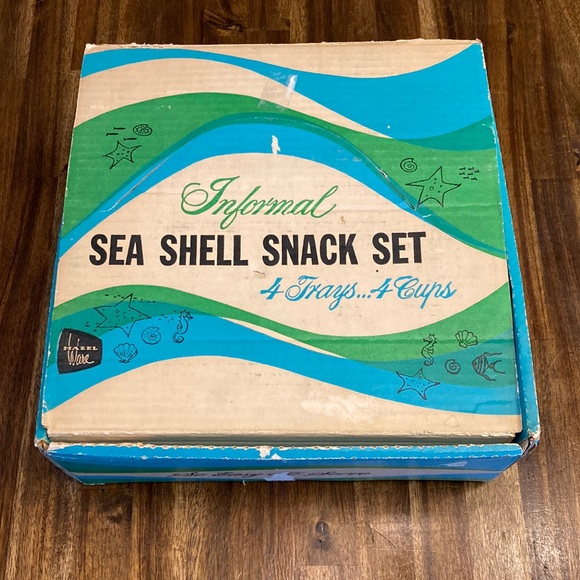 Informal
SEA SHELL SNACK SET
4 Trays...4 Cups
HAZEL
Ware